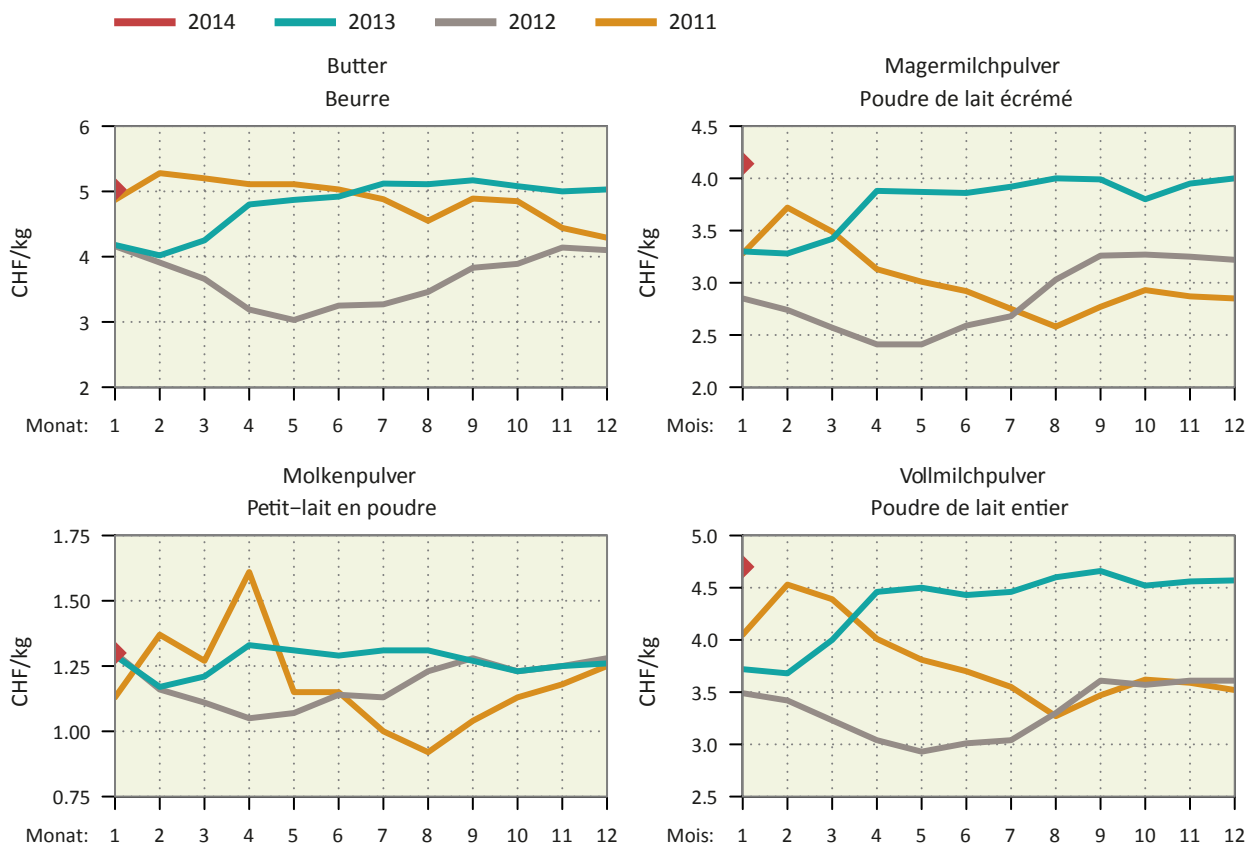 2014 2013 2012 2011
Butter
Beurre
CHF/kg
6
5
4
3
2
Monat: 1 2 3 4 5 6 7 8 9 10 11 12
Magermilchpulver
Poudre de lait écrémé
CHF/kg
4.5
4.0
3.5
3.0
2.5
2.0
Mois: 1 2 3 4 5 6 7 8 9 10 11 12
Molkenpulver
Petit−lait en poudre
CHF/kg
1.75
1.50
1.25
1.00
0.75
Monat: 1 2 3 4 5 6 7 8 9 10 11 12
Vollmilchpulver
Poudre de lait entier
CHF/kg
5.0
4.5
4.0
3.5
3.0
2.5
Mois: 1 2 3 4 5 6 7 8 9 10 11 12